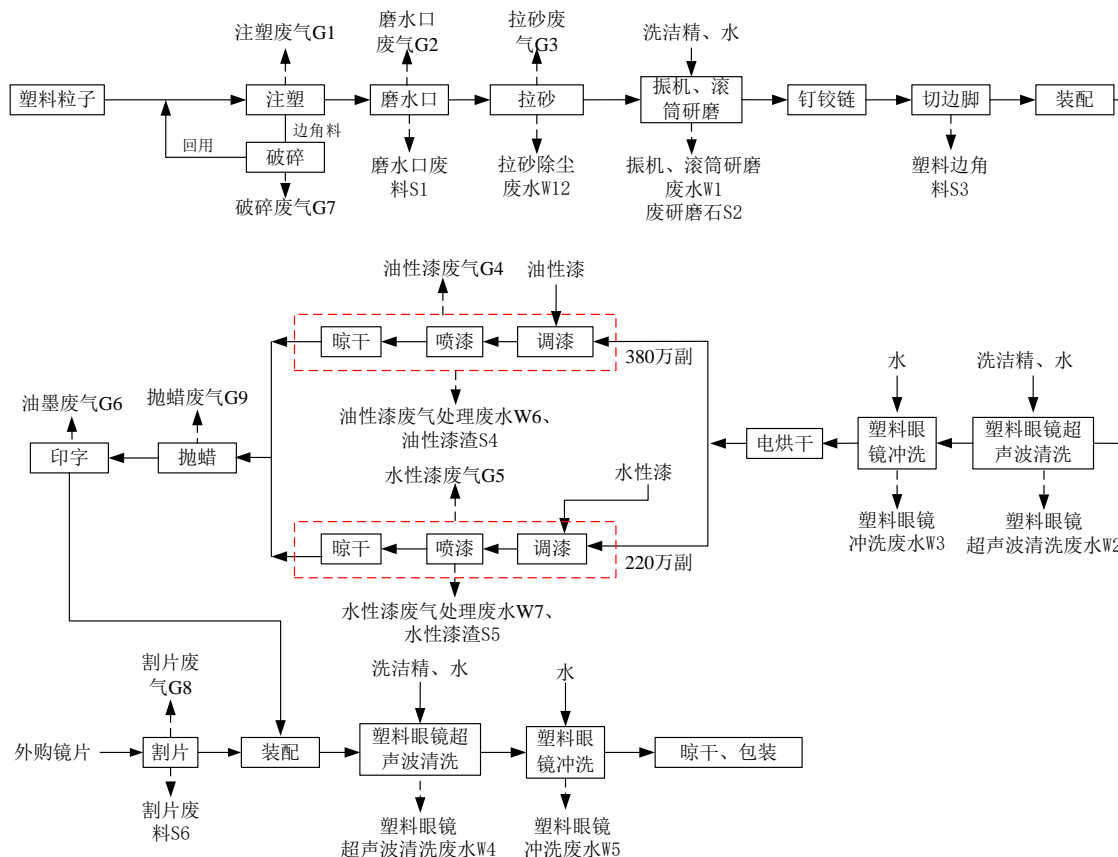 注塑废气G1
磨水口
废气G2
拉砂废
气G3
洗洁精、水
塑料粒子
注塑
磨水口
拉砂
振机、滚
筒研磨
钉铰链
切边脚
装配
边角料
回用
破碎
破碎废气G7
磨水口废
料S1
拉砂除尘
废水W12
振机、滚筒研磨
废水W1
废研磨石S2
塑料边角
料S3
油性漆废气G4
油性漆
晾干
喷漆
调漆
380万副
油性漆废气处理废水W6、
油性漆渣S4
水
洗洁精、水
塑料眼
镜冲洗
塑料眼镜超
声波清洗
电烘干
塑料眼镜
冲洗废水W3
塑料眼镜
超声波清洗废水W2
油墨废气G6
抛蜡废气G9
印字
抛蜡
水性漆废气G5
水性漆
晾干
喷漆
调漆
220万副
水性漆废气处理废水W7、
水性漆渣S5
割片废
气G8
洗洁精、水
水
外购镜片
割片
装配
塑料眼镜超
声波清洗
塑料眼
镜冲洗
晾干、包装
割片废
料S6
塑料眼镜
超声波清洗废水W4
塑料眼镜
冲洗废水W5